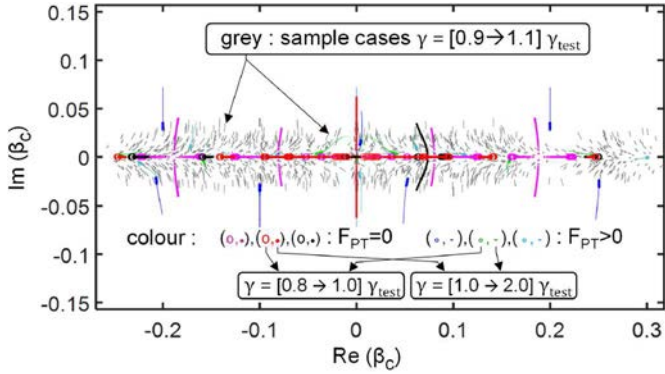 0.15
grey : sample cases γ = [0.9→1.1] γtest
0.1
0.05
0
-0.05
-0.1
-0.15
Im (βc)
colour : (o,•),(o,•),(o,•) : FPT=0 (o,-),(o,-),(o,-) : FPT>0
γ = [0.8 → 1.0] γtest γ = [1.0 → 2.0] γtest
-0.2 -0.1 0 0.1 0.2 0.3
Re (βc)